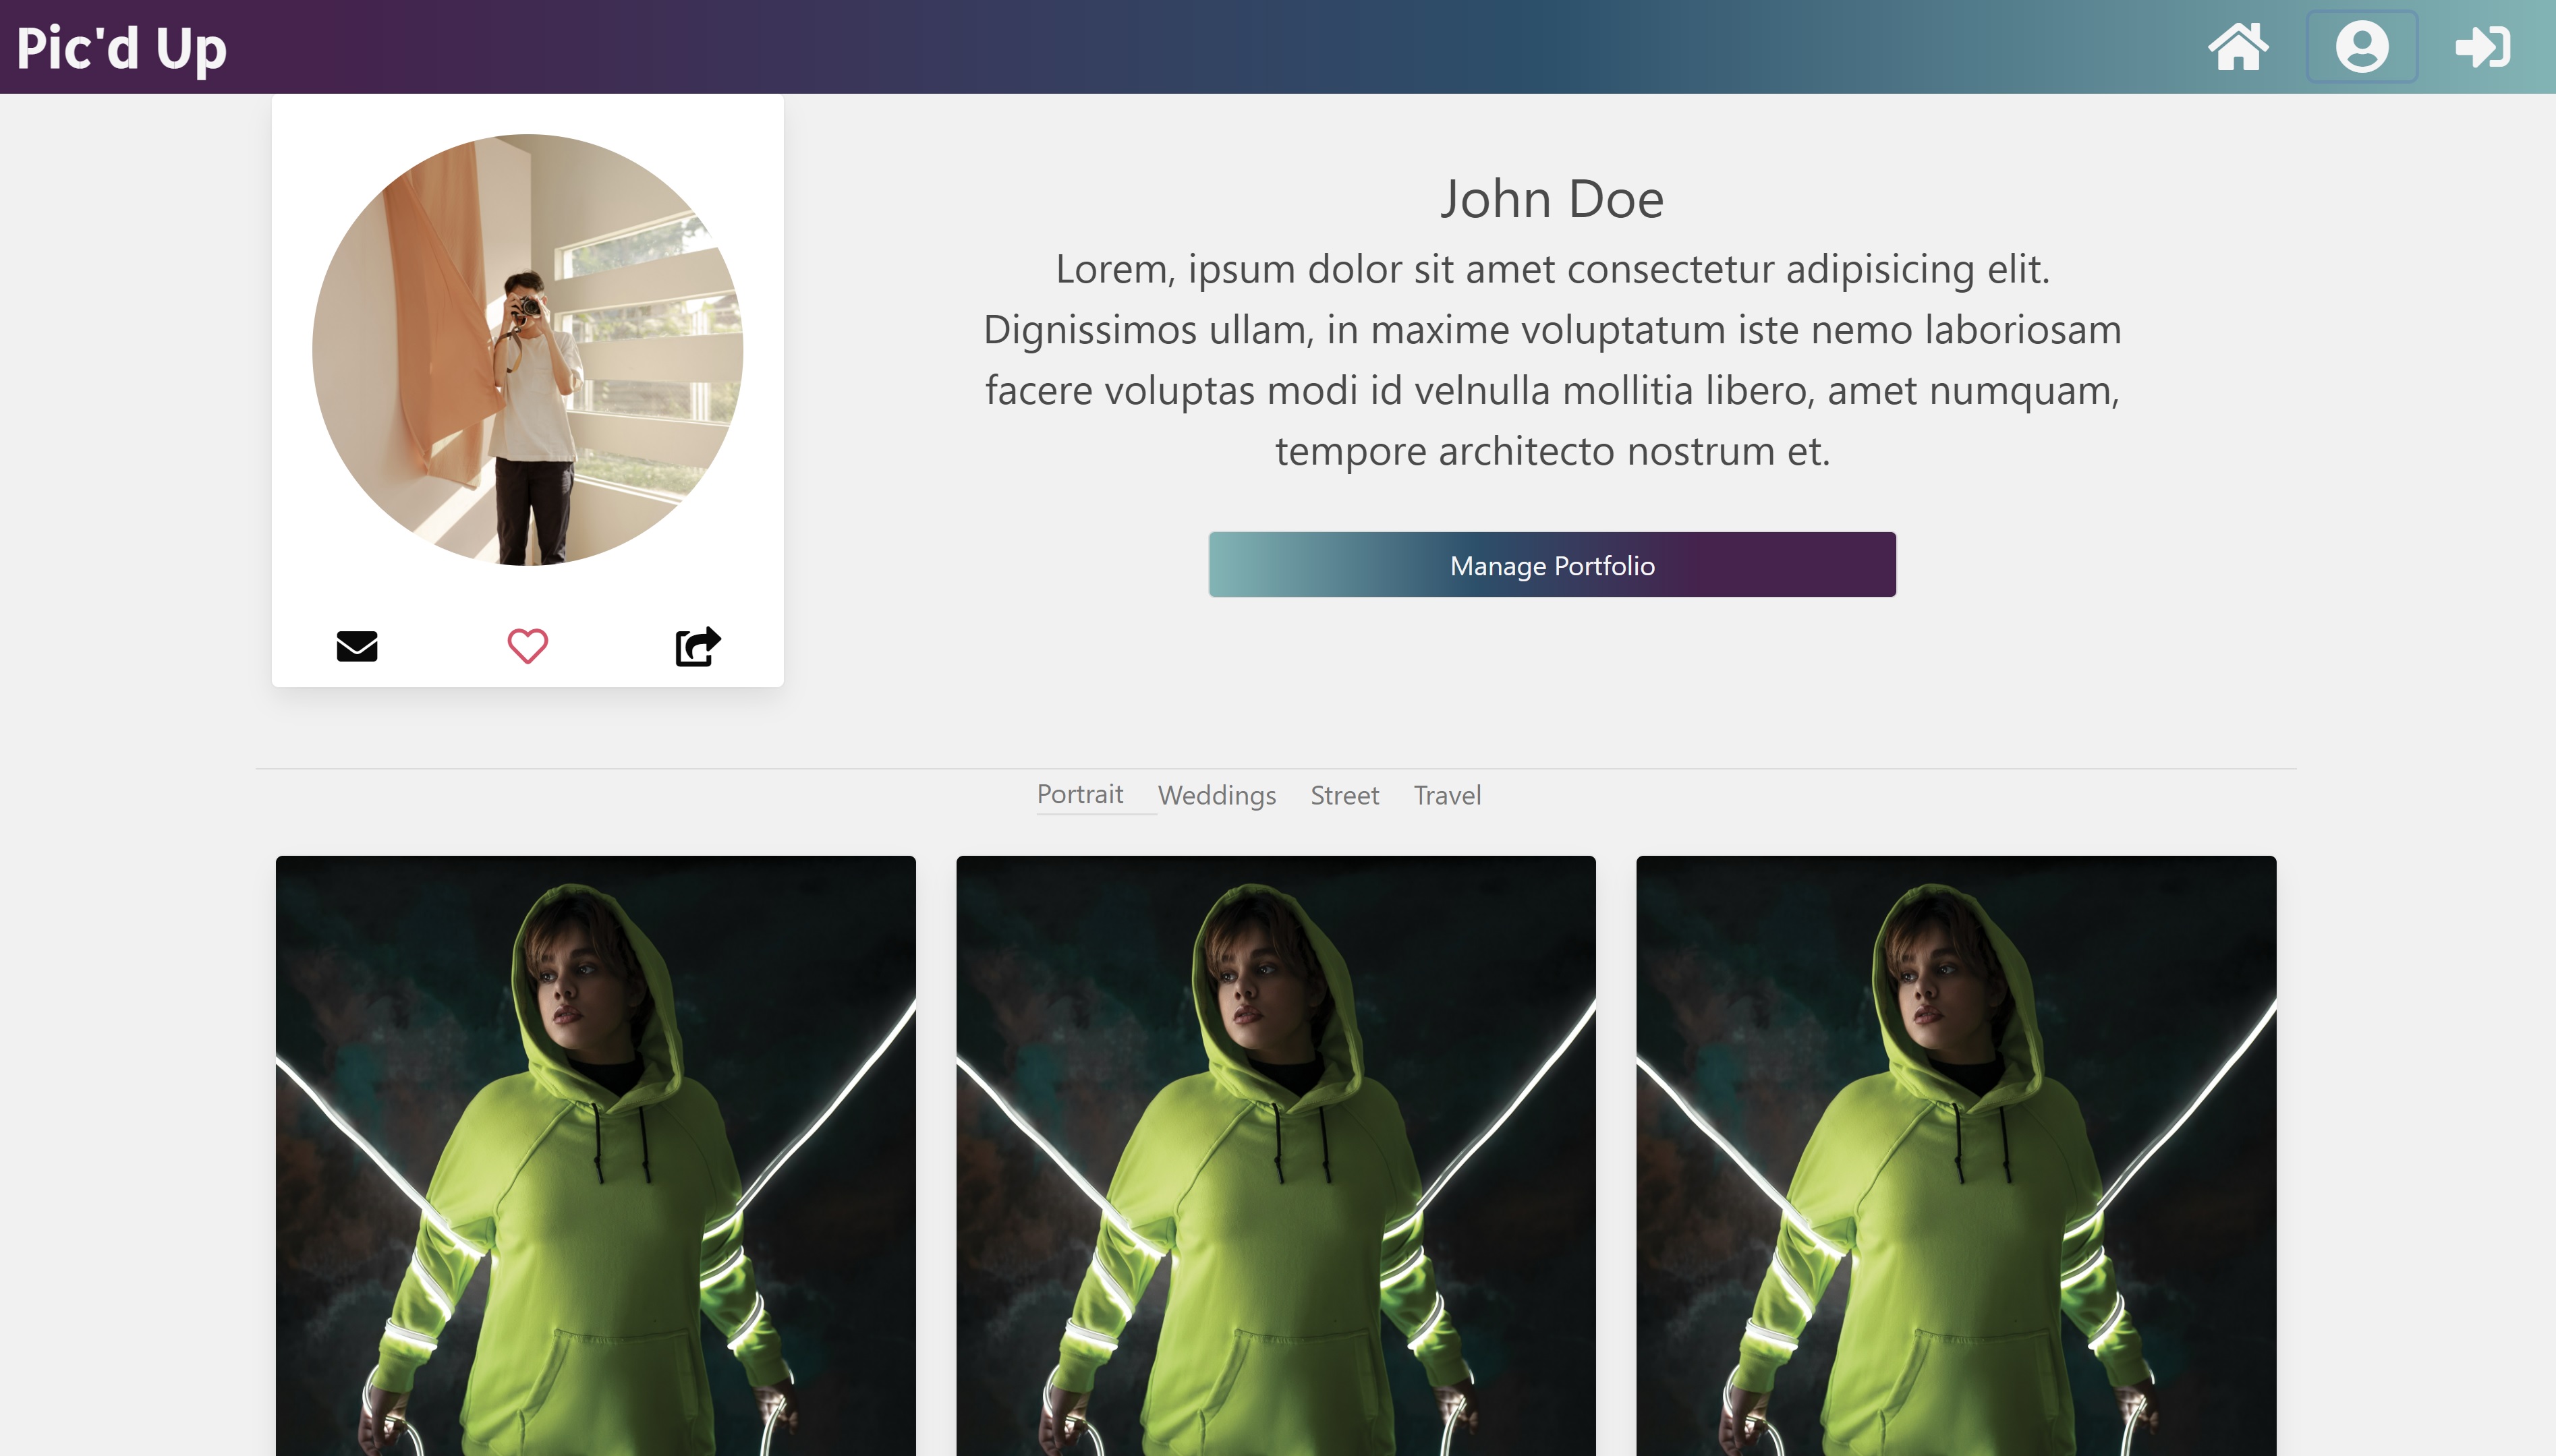 Pic'd Up
John Doe
Lorem, ipsum dolor sit amet consectetur adipisicing elit.
Dignissimos ullam, in maxime voluptatum iste nemo laboriosam
facere voluptas modi id velnulla mollitia libero, amet numquam,
tempore architecto nostrum et.
Manage Portfolio
Portrait Weddings Street Travel